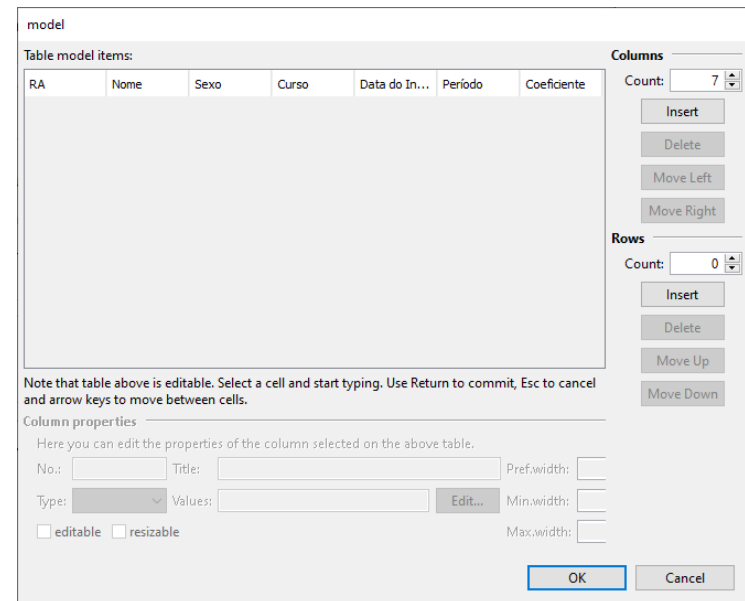 model
Table model items:
RA Nome Sexo Curso Data do In... Período Coeficiente
Columns
Count: 7
Insert
Delete
Move Left
Move Right
Rows
Count: 0
Insert
Delete
Move Up
Move Down
Note that table above is editable. Select a cell and start typing. Use Return to commit, Esc to cancel
and arrow keys to move between cells.
Column properties
Here you can edit the properties of the column selected on the above table.
No.: Title: Pref.width:
Type: Values: Edit... Min.width:
editable resizable Max.width:
OK Cancel